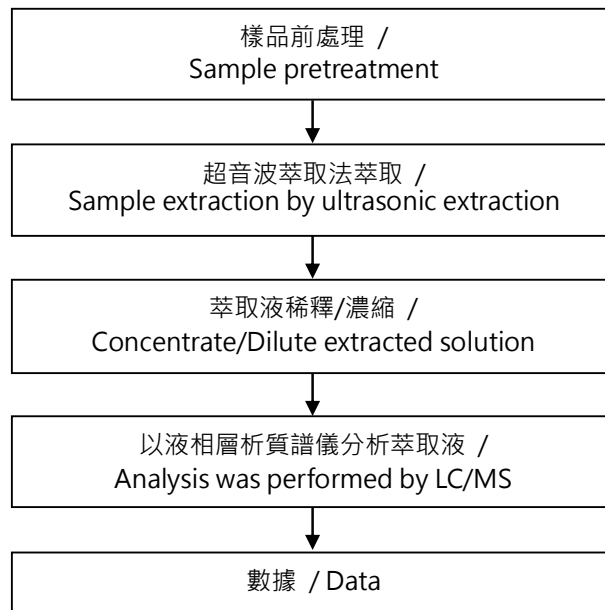 樣品前處理 /
Sample pretreatment
超音波萃取法萃取 /
Sample extraction by ultrasonic extraction
萃取液稀釋/濃縮 /
Concentrate/Dilute extracted solution
以液相層析質譜儀分析萃取液 /
Analysis was performed by LC/MS
數據 / Data